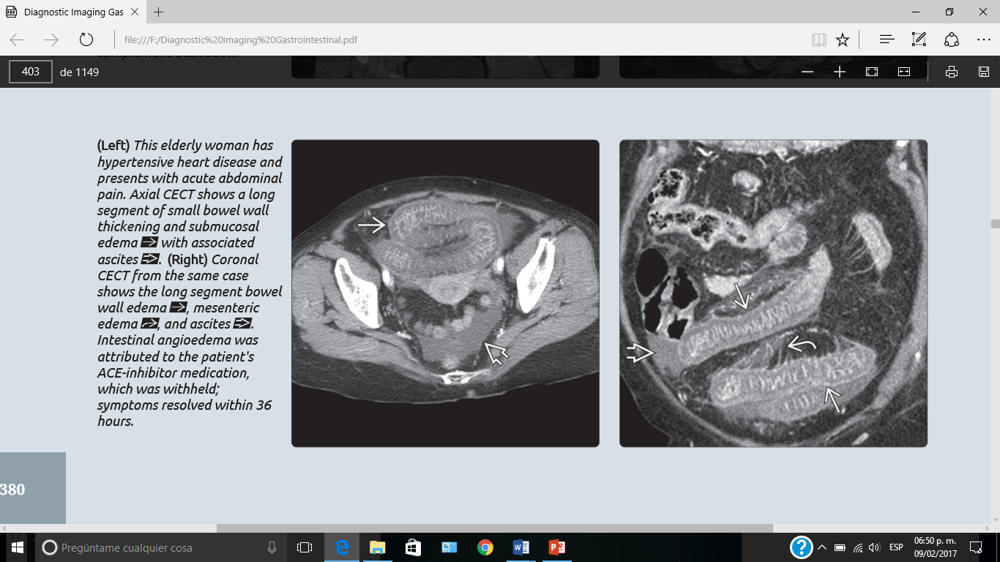 Diagnostic Imaging Gas
file:///F:/Diagnostic%20Imaging%20Gastrointestinal.pdf
403 de 1149
(Left) This elderly woman has
hypertensive heart disease and
presents with acute abdominal
pain. Axial CECT shows a long
segment of small bowel wall
thickening and submucosal
edema with associated
ascites . (Right) Coronal
CECT from the same case
shows the long segment bowel
wall edema , mesenteric
edema , and ascites .
Intestinal angioedema was
attributed to the patient's
ACE-inhibitor medication,
which was withheld;
symptoms resolved within 36
hours.
380
Pregúntame cualquier cosa
ESP
06:50 p. m.
09/02/2017